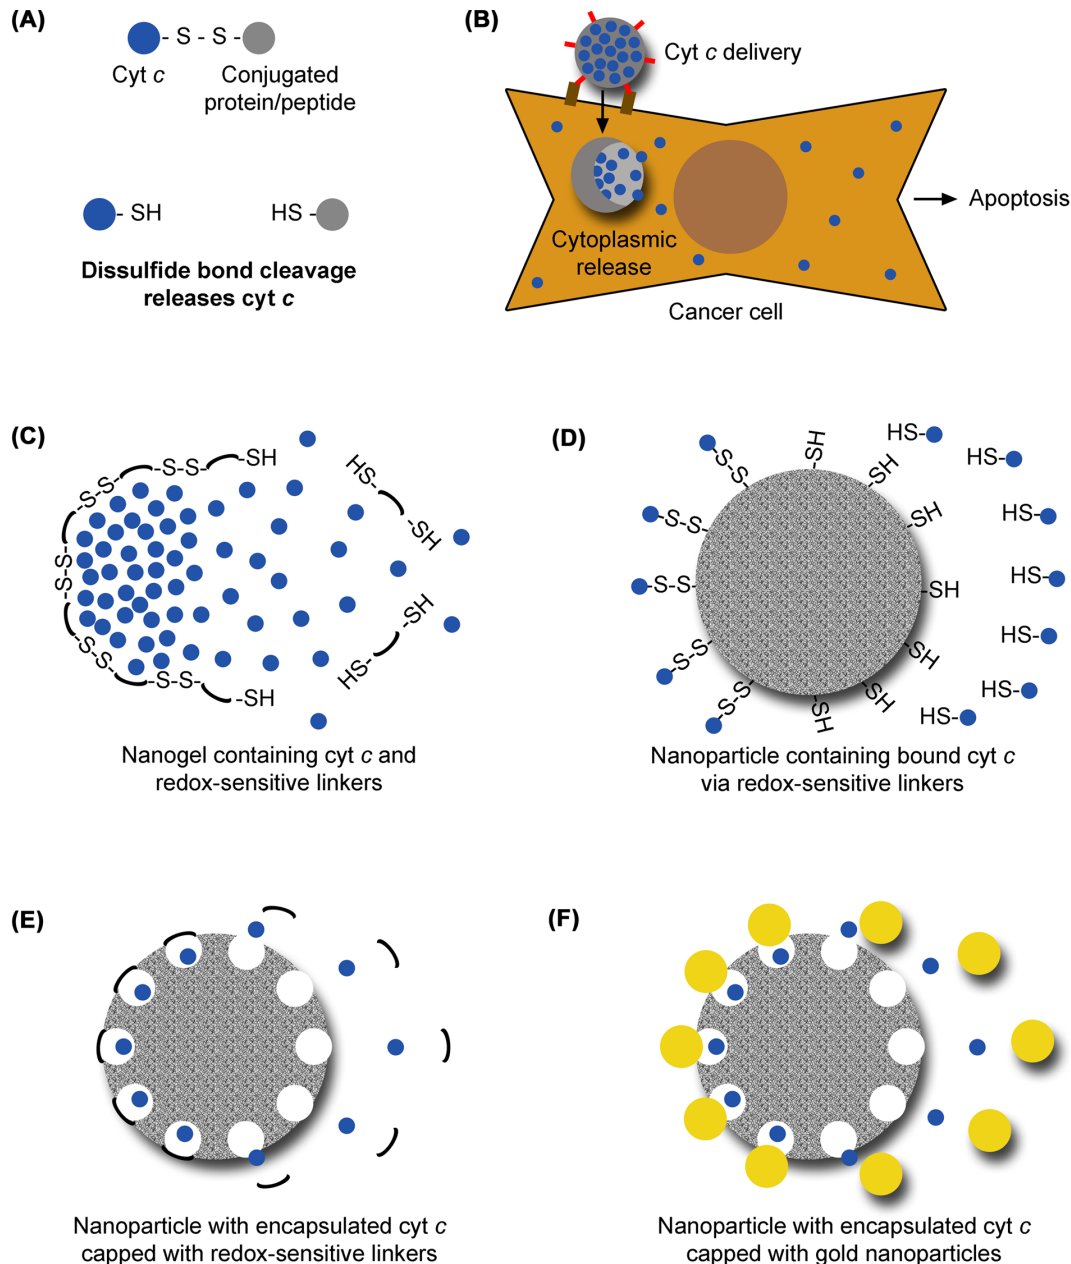 (A)
- S - S -
Cyt c
Conjugated
protein/peptide
- SH
HS -
Dissulfide bond cleavage
releases cyt c
(B)
Cyt c delivery
Cytoplasmic
release
Apoptosis
Cancer cell
(C)
-S-S-
-SH
-S-S-
-S-S-
-S-S-
-S-S-
-SH
HS-
-SH
-SH
HS-
Nanogel containing cyt c and
redox-sensitive linkers
(D)
-S-S-
-S-S-
-S-S-
-S-S-
-S-S-
-SH
-SH
-SH
-SH
-SH
-SH
-SH
HS-
HS-
HS-
HS-
HS-
HS-
HS-
Nanoparticle containing bound cyt c
via redox-sensitive linkers
(E)
Nanoparticle with encapsulated cyt c
capped with redox-sensitive linkers
(F)
Nanoparticle with encapsulated cyt c
capped with gold nanoparticles